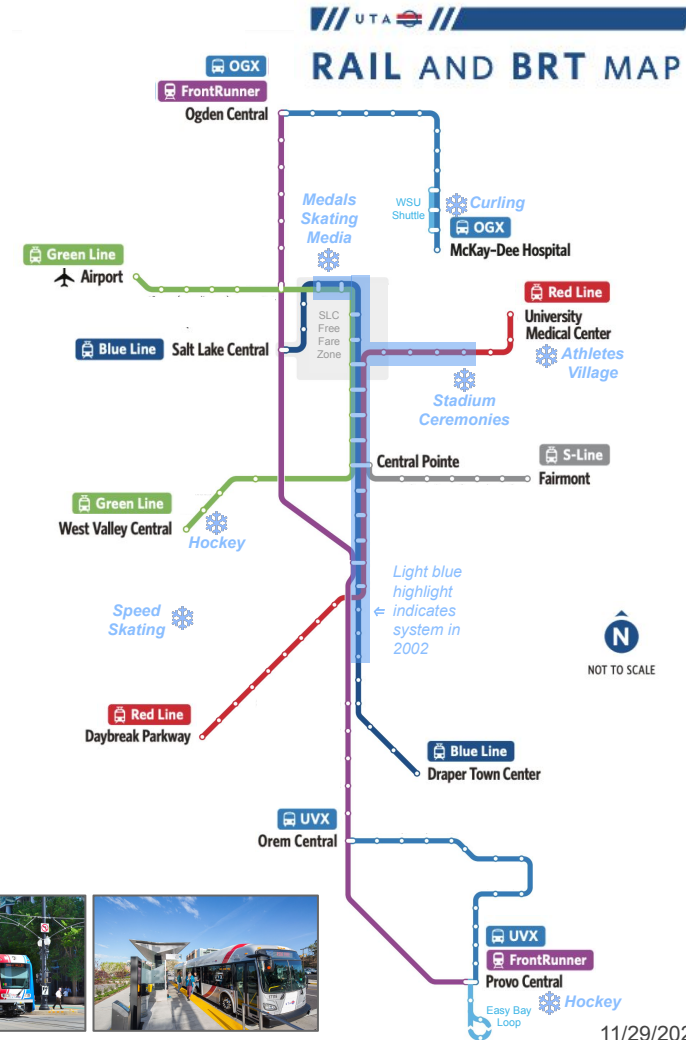 UTA
RAIL AND BRT MAP
OGX
FrontRunner
Ogden Central
Medals
Skating
Media
WSU
Shuttle
Curling
OGX
McKay-Dee Hospital
Green Line
Airport
Red Line
University
Medical Center
SLC
Free
Fare
Zone
Blue Line
Salt Lake Central
Athletes
Village
Stadium
Ceremonies
Central Pointe
S-Line
Fairmont
Green Line
West Valley Central
Hockey
Light blue
highlight
⇐ indicates
system in
2002
Speed
Skating
N
NOT TO SCALE
Red Line
Daybreak Parkway
Blue Line
Draper Town Center
UVX
Orem Central
UVX
FrontRunner
Provo Central
Hockey
Easy Bay
Loop
11/29/202